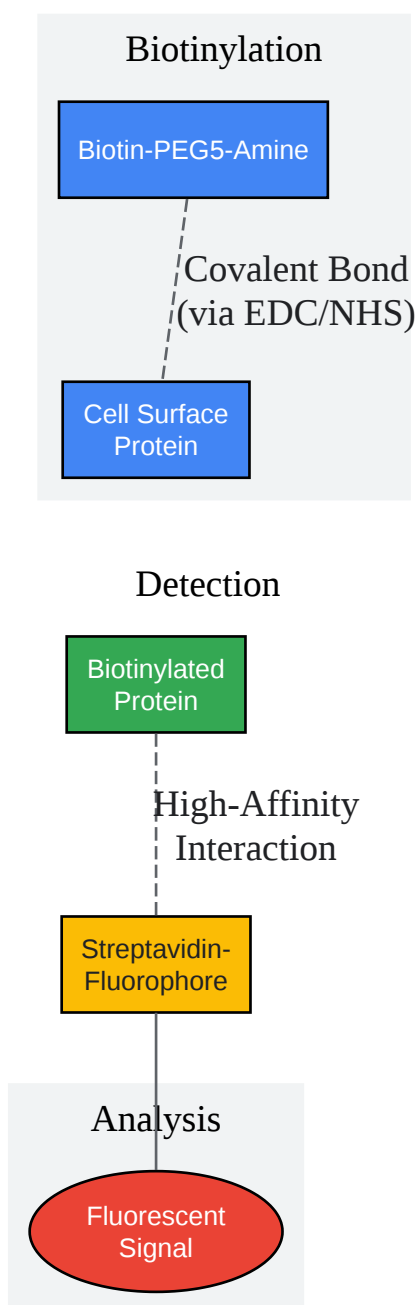 Biotinylation
Biotin-PEG5-Amine
Covalent Bond
(via EDC/NHS)
Cell Surface
Protein
Detection
Biotinylated
Protein
High-Affinity
Interaction
Streptavidin-
Fluorophore
Analysis
Fluorescent
Signal